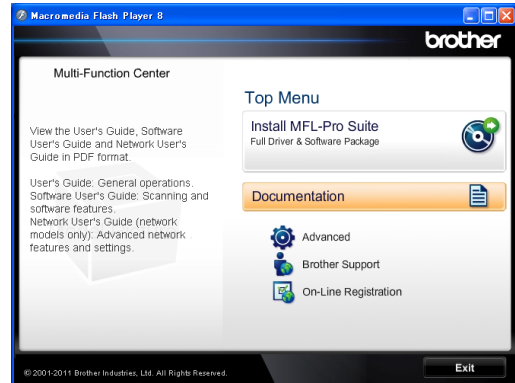 Macromedia Flash Player 8
brother
Multi-Function Center
Top Menu
View the User's Guide, Software
User's Guide and Network User's
Guide in PDF format.
User's Guide: General operations.
Software User's Guide: Scanning and
software features.
Network User's Guide (network
models only): Advanced network
features and settings.
Install MFL-Pro Suite
Full Driver & Software Package
Documentation
Advanced
Brother Support
On-Line Registration
© 2001-2011 Brother Industries, Ltd. All Rights Reserved.
Exit